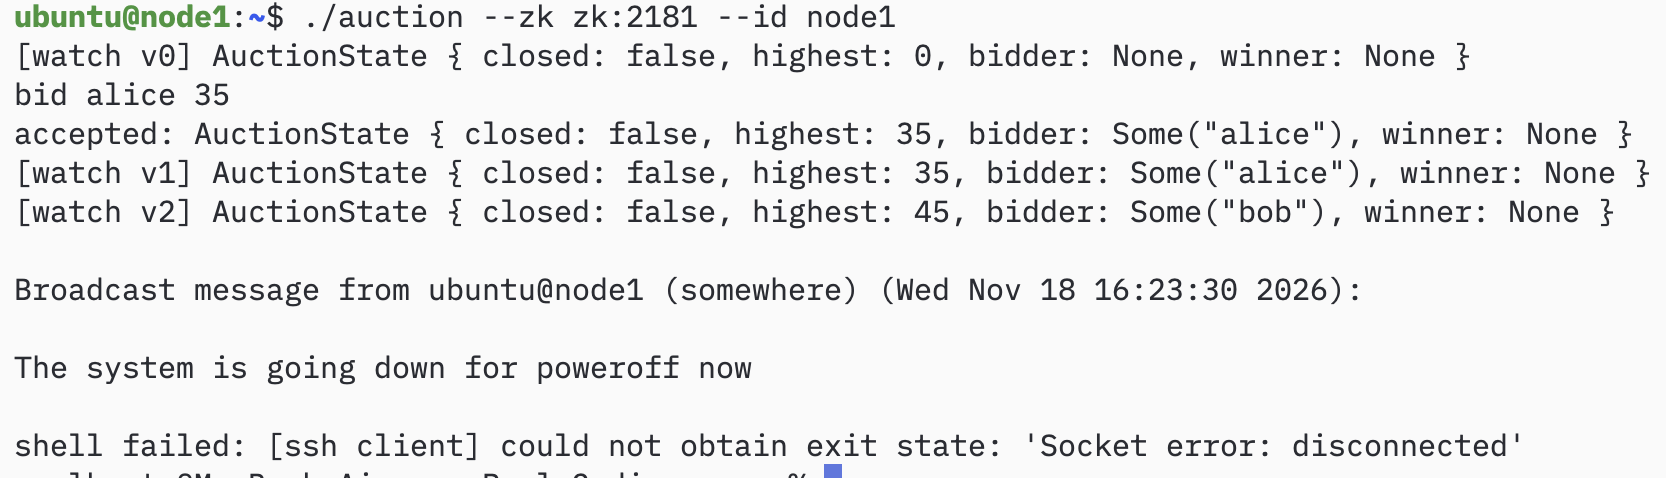 ubuntu@node1:~$ ./auction --zk zk:2181 --id node1
[watch v0] AuctionState { closed: false, highest: 0, bidder: None, winner: None }
bid alice 35
accepted: AuctionState { closed: false, highest: 35, bidder: Some("alice"), winner: None }
[watch v1] AuctionState { closed: false, highest: 35, bidder: Some("alice"), winner: None }
[watch v2] AuctionState { closed: false, highest: 45, bidder: Some("bob"), winner: None }
Broadcast message from ubuntu@node1 (somewhere) (Wed Nov 18 16:23:30 2026):
The system is going down for poweroff now
shell failed: [ssh client] could not obtain exit state: 'Socket error: disconnected'
%